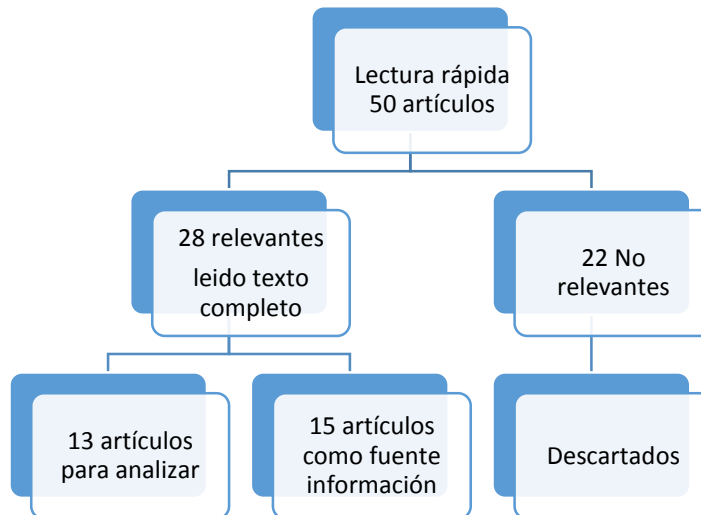 Lectura rápida
50 artículos
28 relevantes
leido texto
completo
22 No
relevantes
13 artículos
para analizar
15 artículos
como fuente
información
Descartados